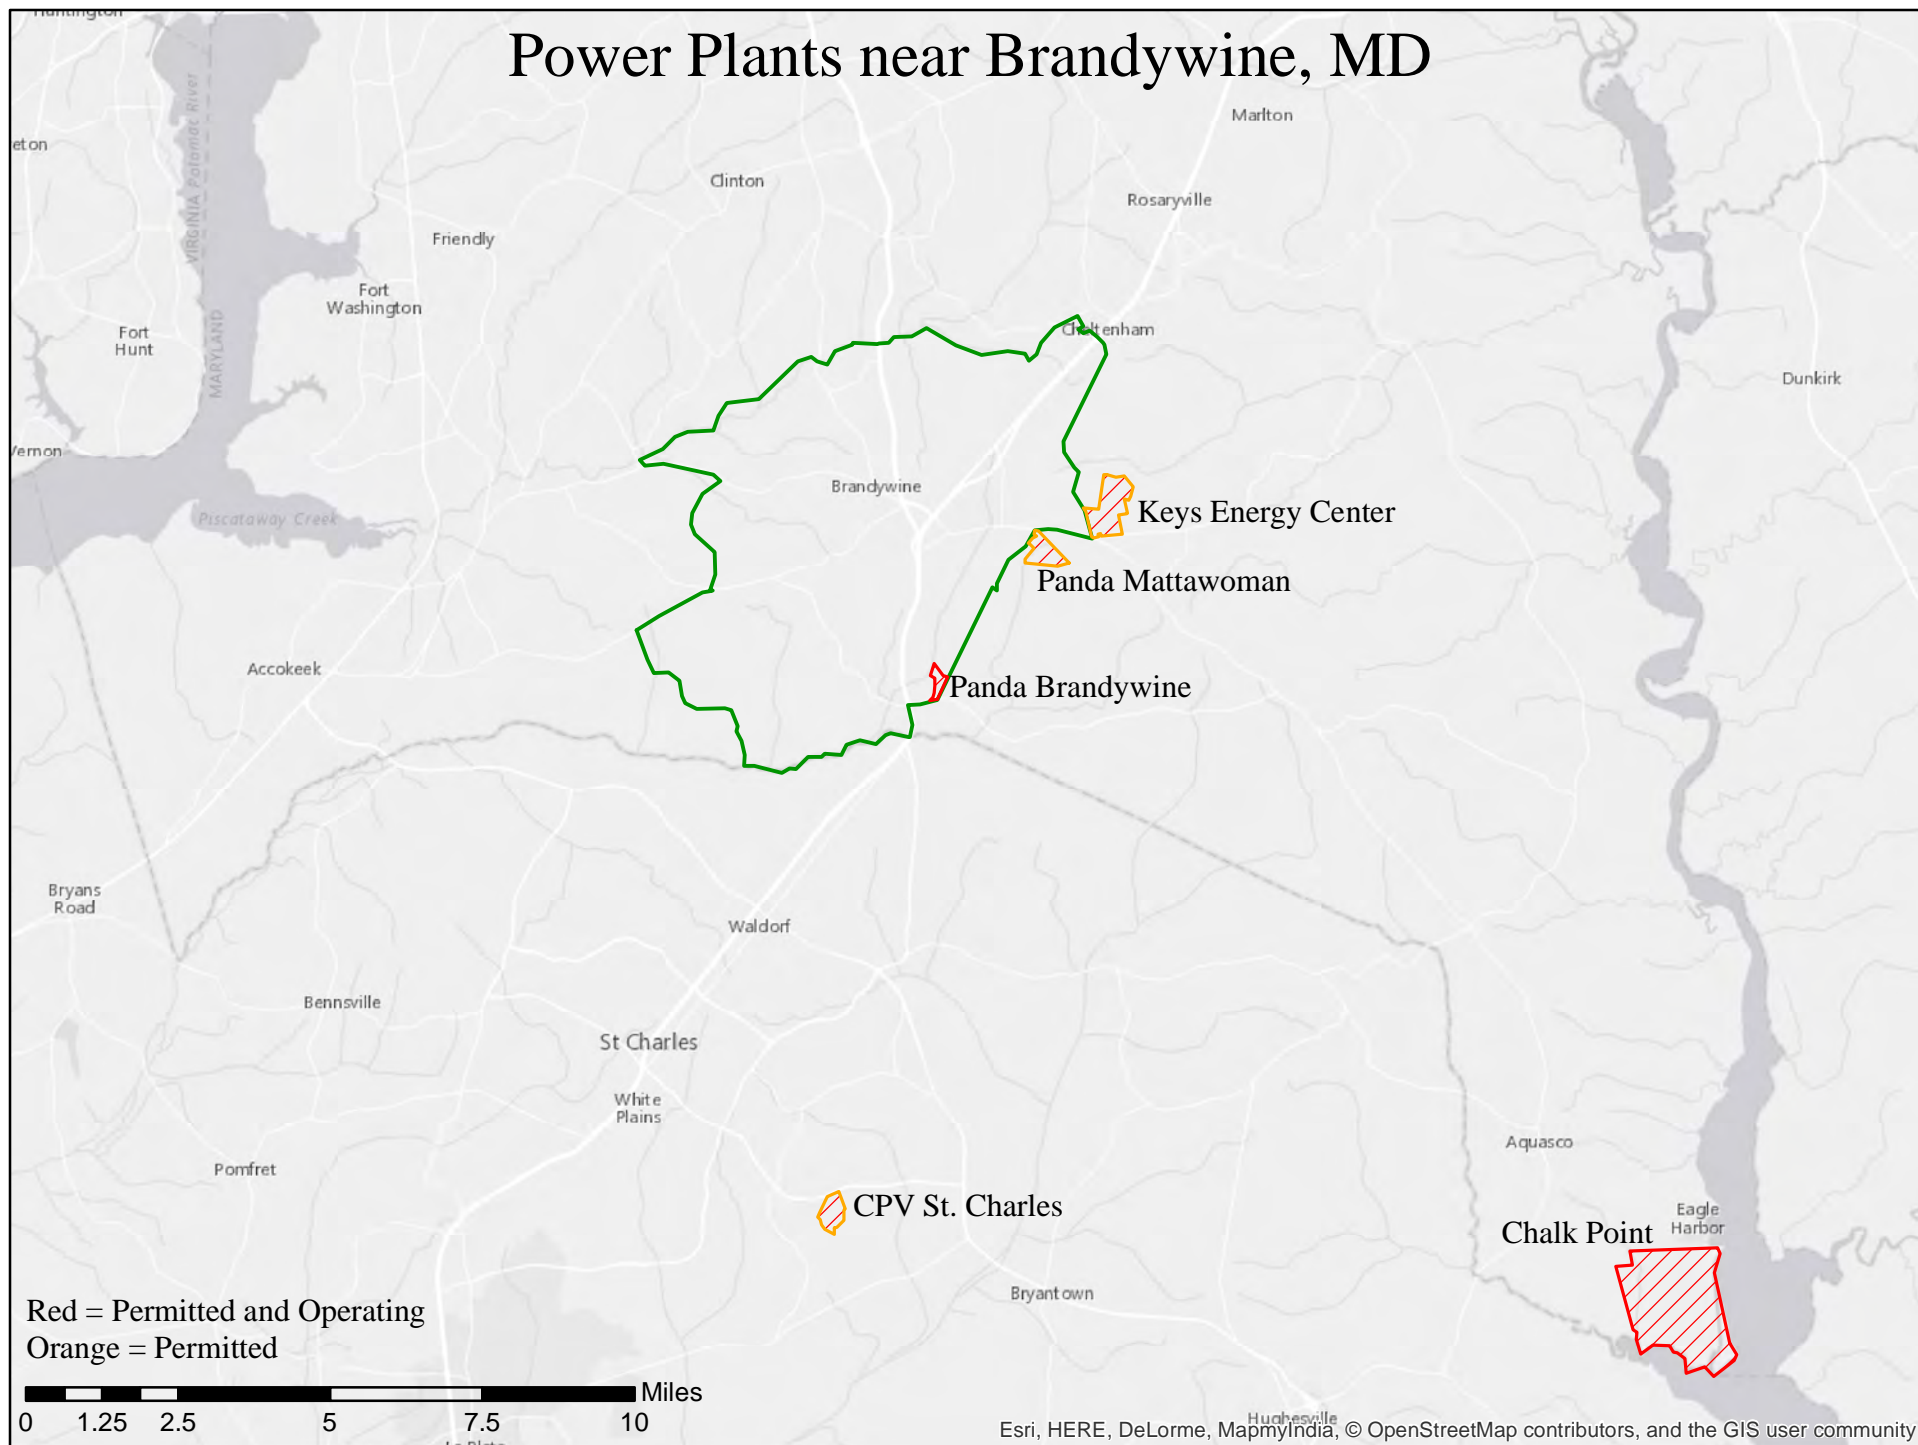 Huntington
Power Plants near Brandywine, MD
Marlton
eton
Clinton
Rosaryville
VIRGINIA Potomac River
Friendly
Fort
Washington
MARYLAND
Fort
Hunt
Cheltenham
Dunkirk
Vernon
Brandywine
Piscataway Creek
Keys Energy Center
Panda Mattawoman
Accokeek
Panda Brandywine
Bryans
Road
Waldorf
Bennsville
St Charles
White
Plains
Aquasco
Pomfret
CPV St. Charles
Eagle
Harbor
Chalk Point
Bryantown
Red = Permitted and Operating
Orange = Permitted
Miles
0 1.25 2.5 5 7.5 10
Hughesville
Esri, HERE, DeLorme, MapmyIndia, © OpenStreetMap contributors, and the GIS user community
La Plata